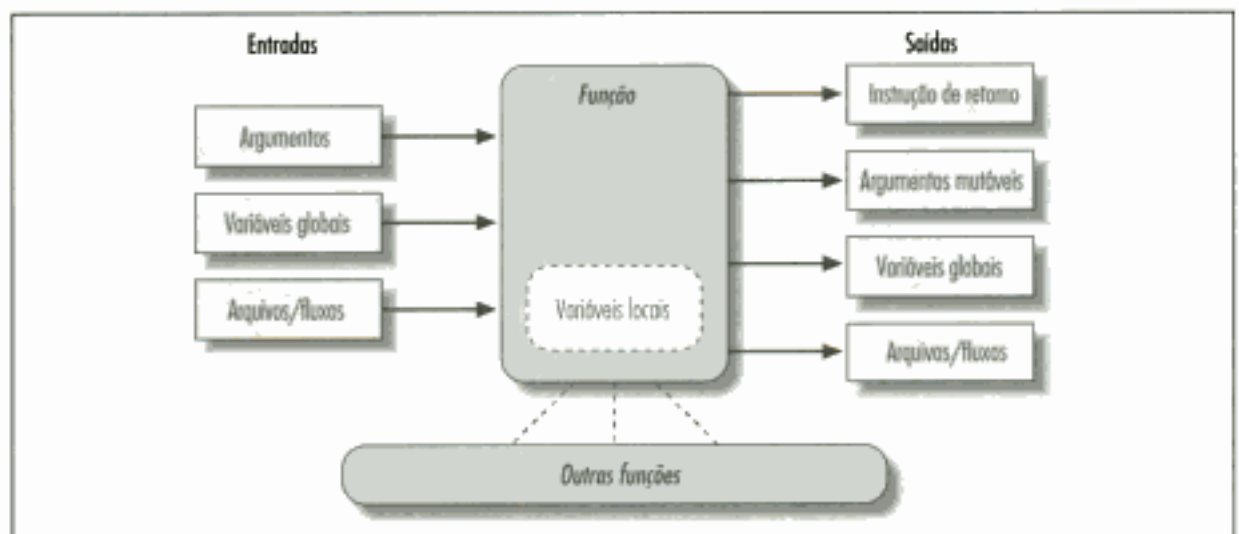 Entradas
Saídas
Função
Argumentos
Variáveis globais
Arquivos/fluxos
Variáveis locais
Instrução de retorno
Argumentos mutáveis
Variáveis globais
Arquivos/fluxos
Outras funções